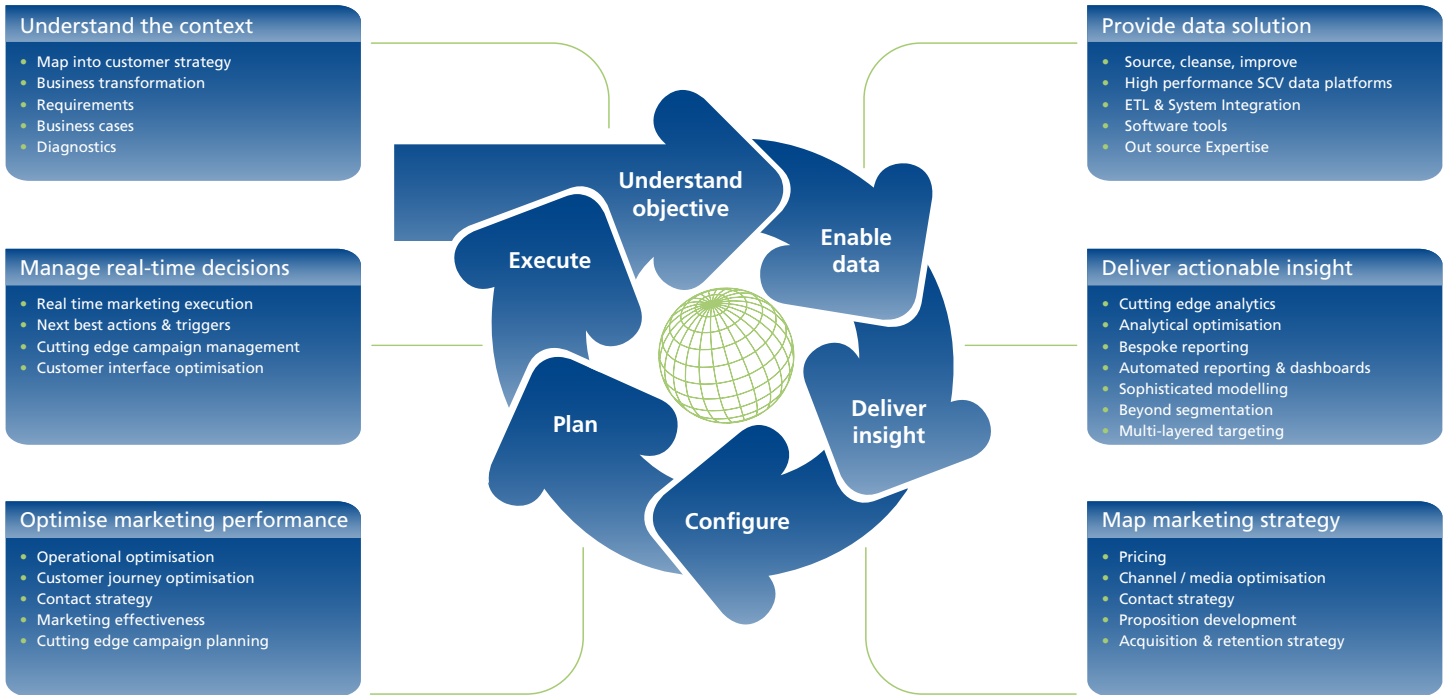 Understand the context
• Map into customer strategy
• Business transformation
• Requirements
• Business cases
• Diagnostics
Manage real-time decisions
• Real time marketing execution
• Next best actions & triggers
• Cutting edge campaign management
• Customer interface optimisation
Optimise marketing performance
• Operational optimisation
• Customer journey optimisation
• Contact strategy
• Marketing effectiveness
• Cutting edge campaign planning
Understand
objective
Enable
data
Deliver
insight
Configure
Plan
Execute
Provide data solution
• Source, cleanse, improve
• High performance SCV data platforms
• ETL & System Integration
• Software tools
• Out source Expertise
Deliver actionable insight
• Cutting edge analytics
• Analytical optimisation
• Bespoke reporting
• Automated reporting & dashboards
• Sophisticated modelling
• Beyond segmentation
• Multi-layered targeting
Map marketing strategy
• Pricing
• Channel / media optimisation
• Contact strategy
• Proposition development
• Acquisition & retention strategy